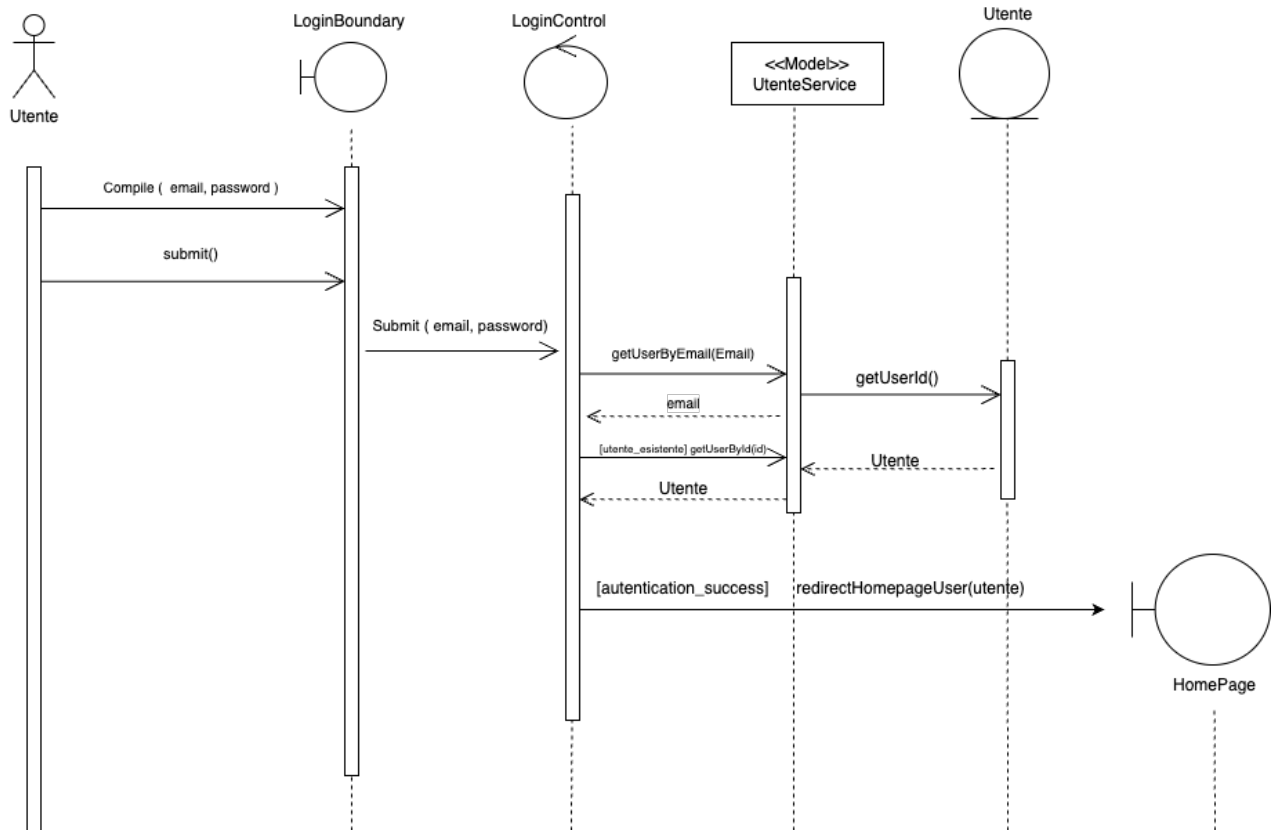 LoginBoundary
LoginControl
Utente
<<Model>>
UtenteService
Utente
Compile ( email, password )
submit()
Submit ( email, password)
getUserByEmail(Email)
getUserId()
email
[utente_esistente] getUserById(id)
Utente
Utente
[autentication_success] redirectHomepageUser(utente)
HomePage